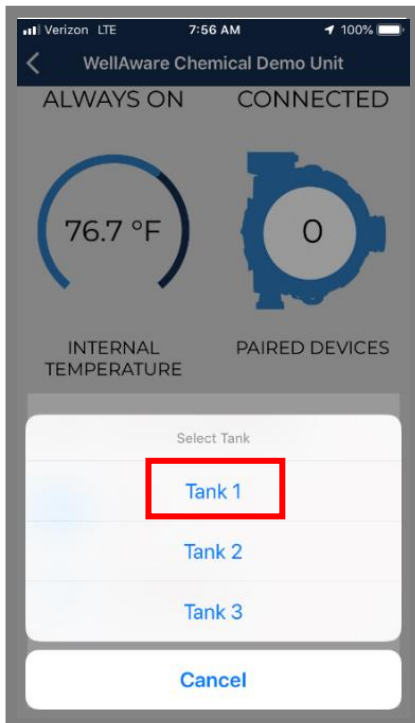 Verizon LTE 7:56 AM 100%
WellAware Chemical Demo Unit
ALWAYS ON CONNECTED
76.7 °F 0
INTERNAL TEMPERATURE
PAIRED DEVICES
Select Tank
Tank 1
Tank 2
Tank 3
Cancel